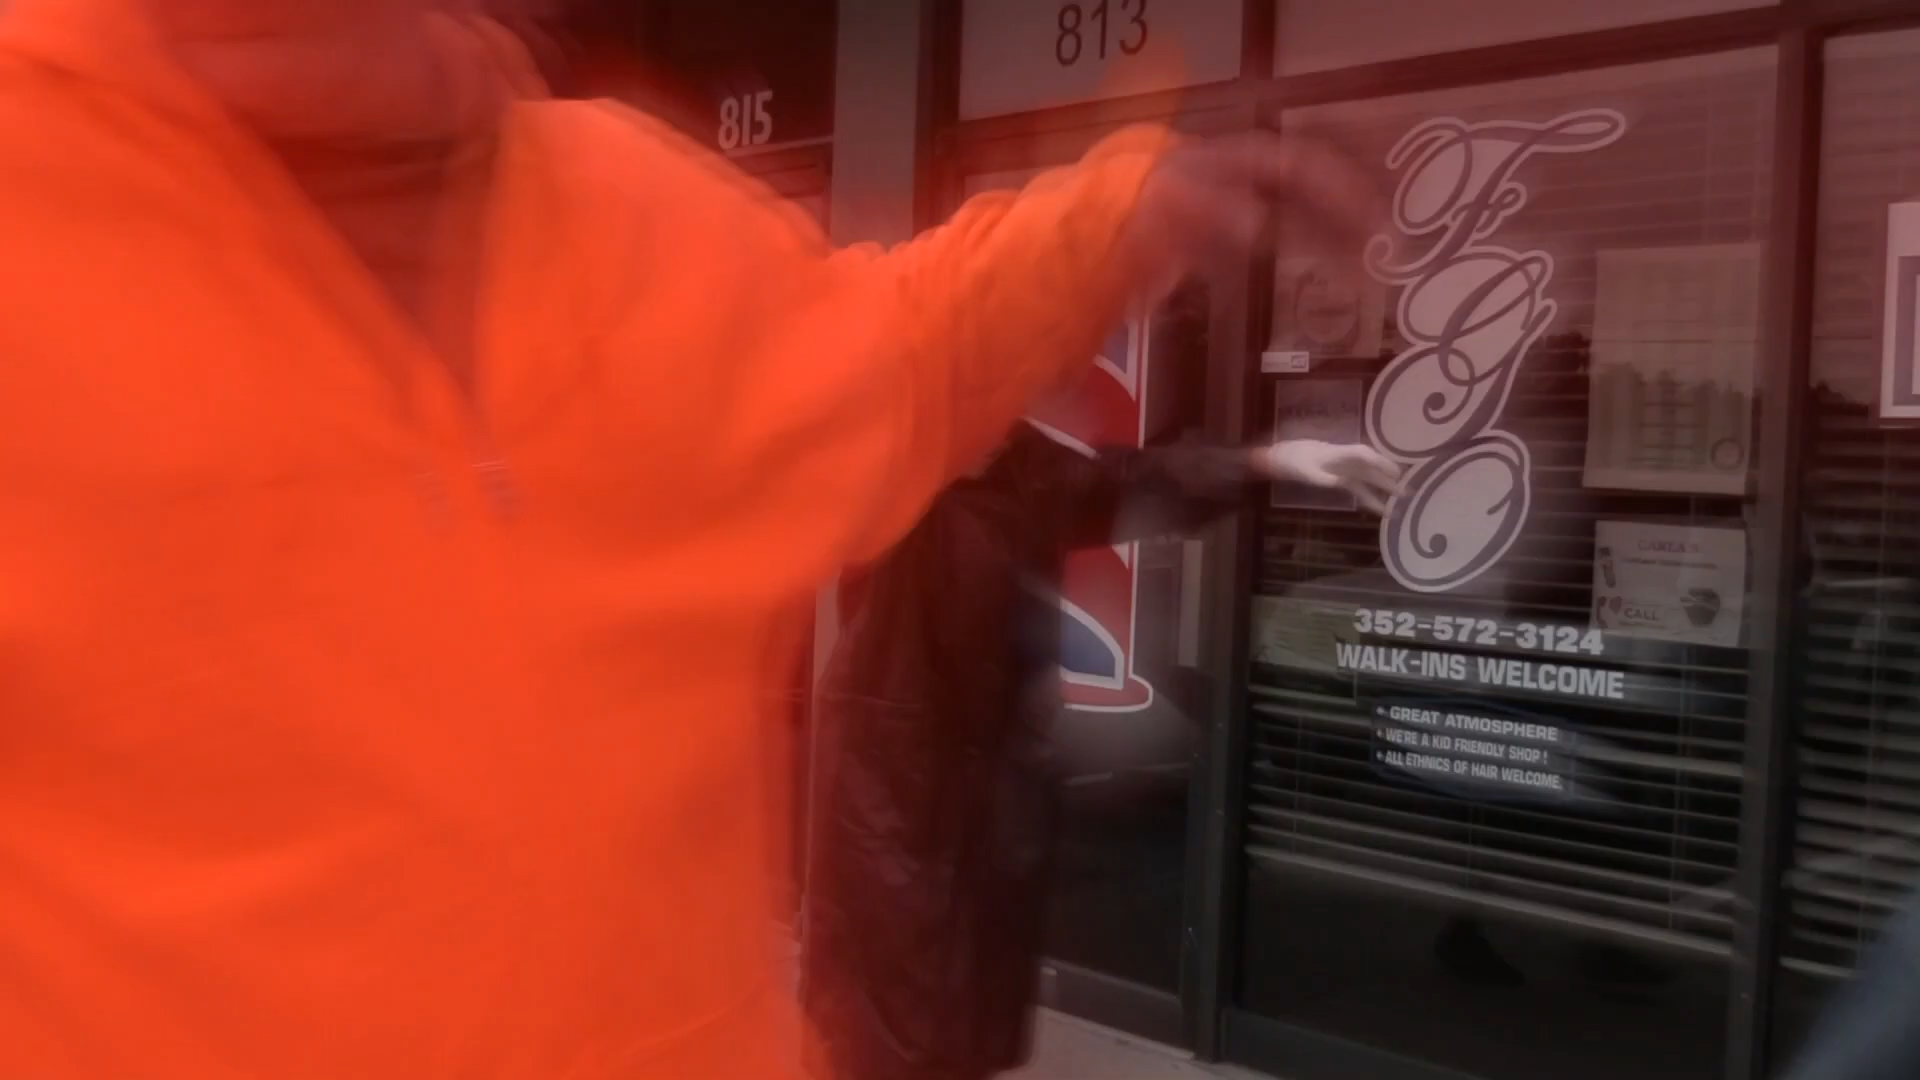 815
813
FGO
352-572-3124
WALK-INS WELCOME
• GREAT ATMOSPHERE
• WE'RE A KID FRIENDLY SHOP !
• ALL ETHNICS OF HAIR WELCOME.
CARLA'S
CALL